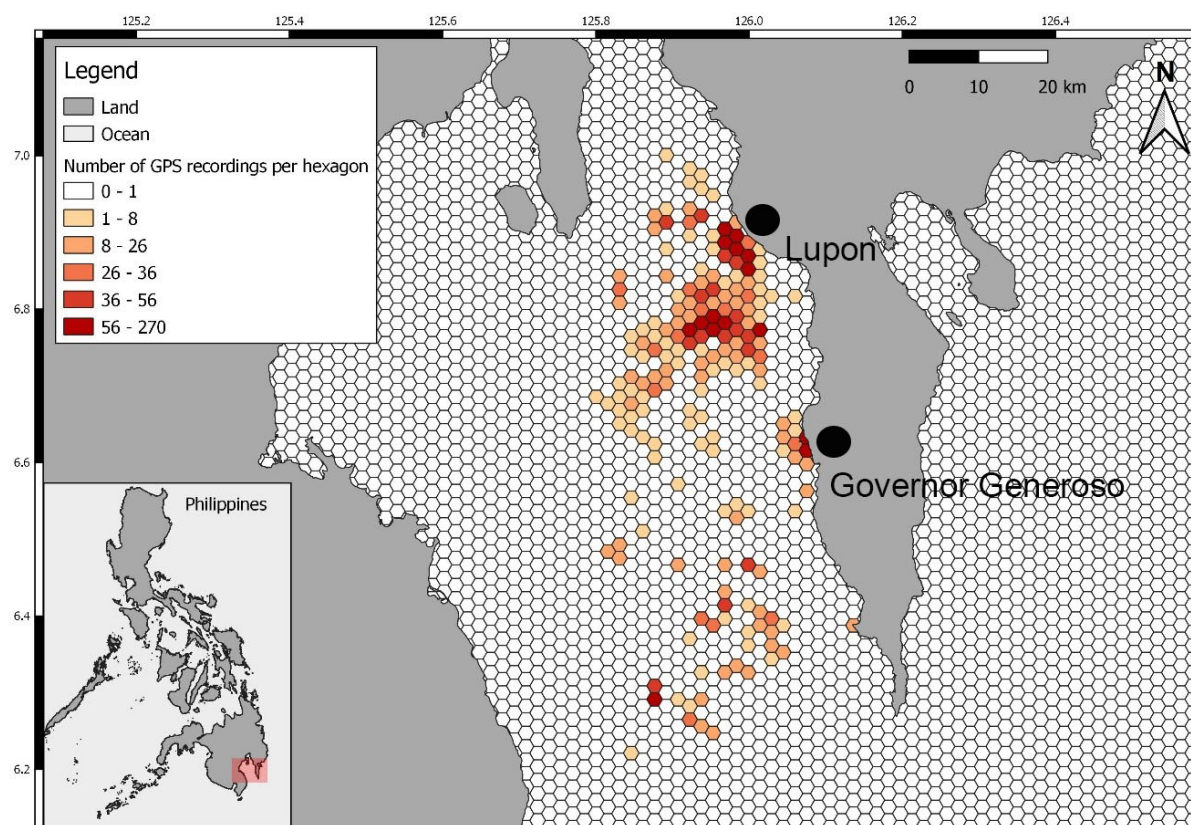 125.2 125.4 125.6 125.8 126.0 126.2 126.4
Legend
Land
Ocean
Number of GPS recordings per hexagon
0 - 1
1 - 8
8 - 26
26 - 36
36 - 56
56 - 270
0 10 20 km
N
7.0
6.8
6.6
6.4
6.2
Lupon
Governor Generoso
Philippines